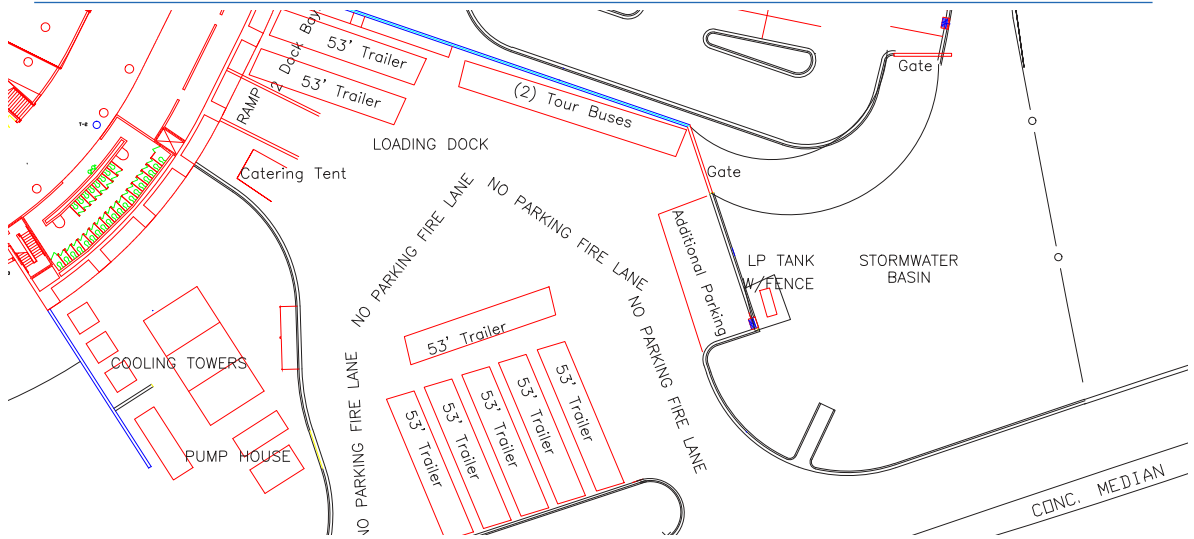 53' Trailer
2 Dock Bay
53' Trailer
RAMP
(2) Tour Buses
Gate
LOADING DOCK
Catering Tent
Gate
NO PARKING FIRE LANE
NO PARKING FIRE LANE
Additional Parking
LP TANK
W/FENCE
STORMWATER
BASIN
NO PARKING FIRE LANE
53' Trailer
COOLING TOWERS
NO PARKING FIRE LANE
53' Trailer
53' Trailer
53' Trailer
53' Trailer
53' Trailer
PUMP HOUSE
CONC. MEDIAN